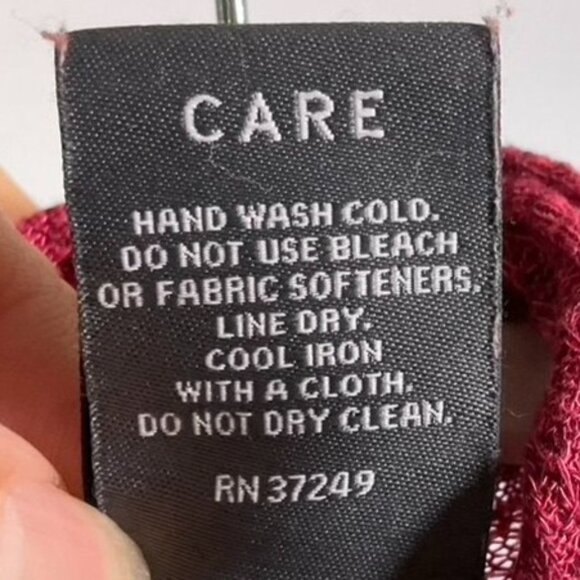 CARE
HAND WASH COLD.
DO NOT USE BLEACH
OR FABRIC SOFTENERS.
LINE DRY.
COOL IRON
WITH A CLOTH.
DO NOT DRY CLEAN.
RN 37249